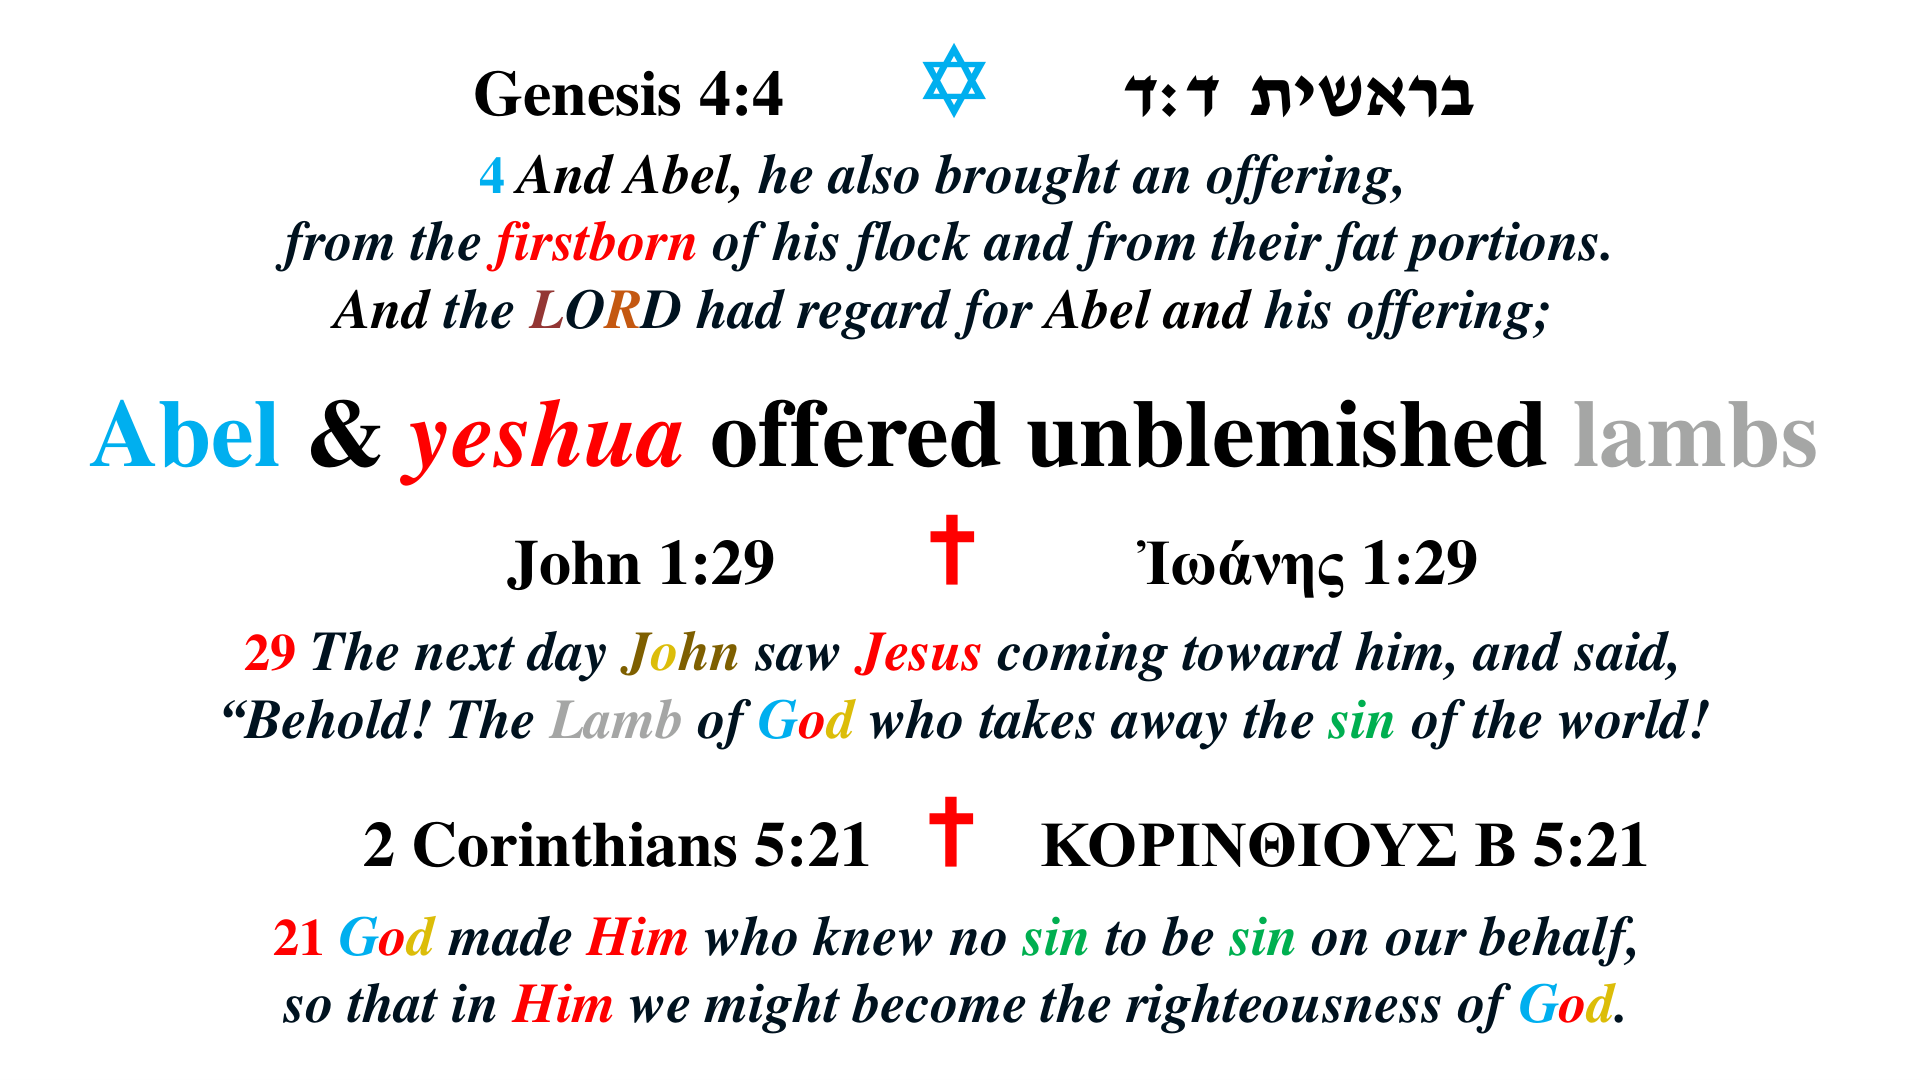 Genesis 4:4 ✡ בראשית ד:ד
4 And Abel, he also brought an offering,
from the firstborn of his flock and from their fat portions.
And the LORD had regard for Abel and his offering;
Abel & yeshua offered unblemished lambs
John 1:29 ✝ Ἰωάνης 1:29
29 The next day John saw Jesus coming toward him, and said,
“Behold! The Lamb of God who takes away the sin of the world!
2 Corinthians 5:21 ✝ ΚΟΡΙΝΘΙΟΥΣ Β 5:21
21 God made Him who knew no sin to be sin on our behalf,
so that in Him we might become the righteousness of God.